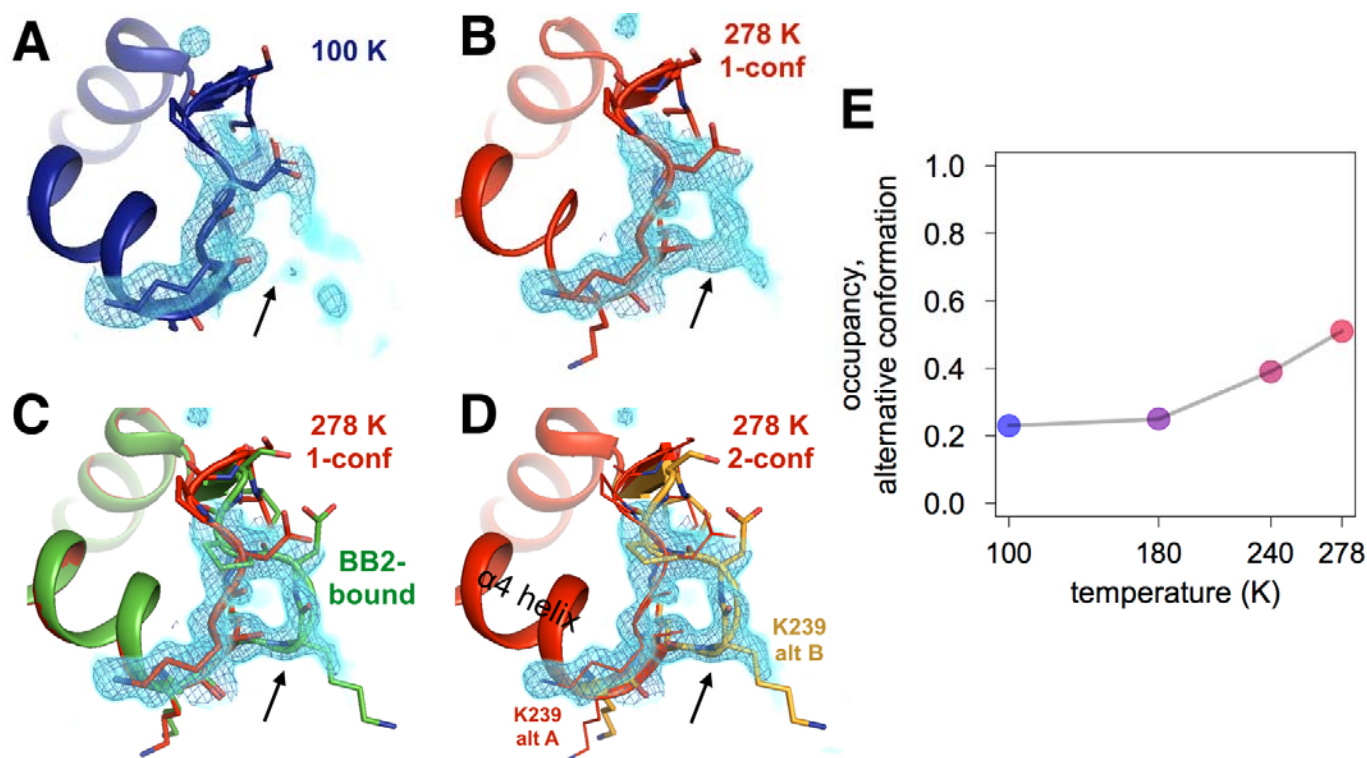 A
100 K
B
278 K
1-conf
C
278 K
1-conf
BB2-
bound
D
278 K
2-conf
α4 helix
K239
alt B
K239
alt A
E
occupancy,
alternative conformation
1.0
0.8
0.6
0.4
0.2
0.0
100 180 240 278
temperature (K)